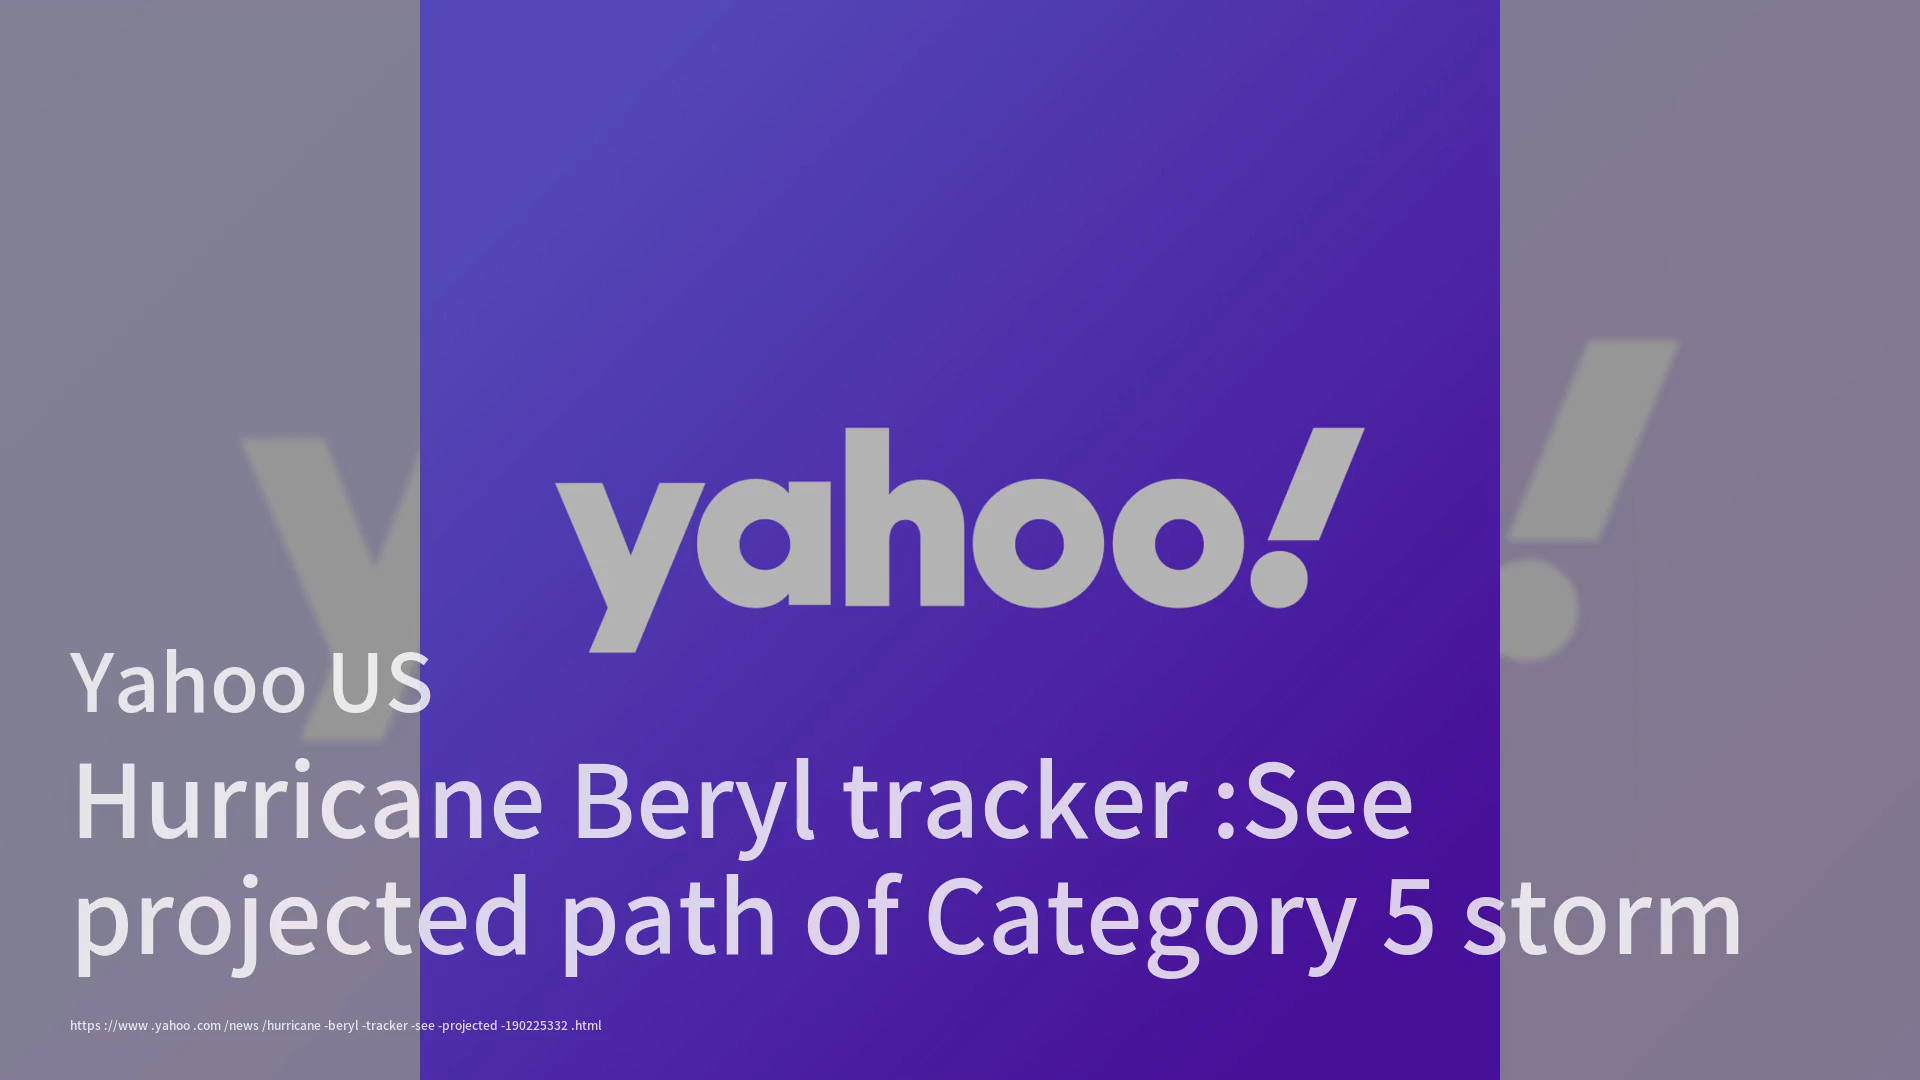 yahoo!
Yahoo US
Hurricane Beryl tracker :See
projected path of Category 5 storm
https ://www .yahoo .com /news /hurricane -beryl -tracker -see -projected -190225332 .html